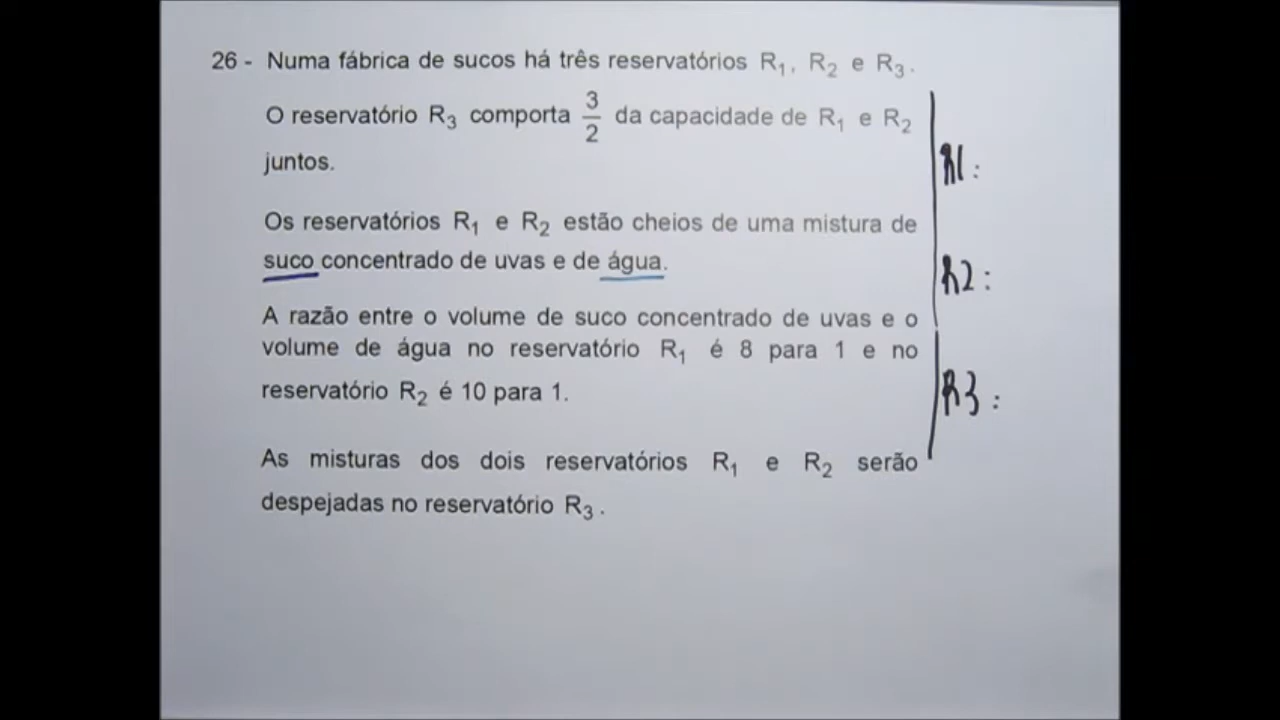 26 - Numa fábrica de sucos há três reservatórios R₁, R₂ e R₃.
O reservatório R₃ comporta 3/2 da capacidade de R₁ e R₂
juntos.
R1:
Os reservatórios R₁ e R₂ estão cheios de uma mistura de
suco concentrado de uvas e de água.
R2:
A razão entre o volume de suco concentrado de uvas e o
volume de água no reservatório R₁ é 8 para 1 e no
reservatório R₂ é 10 para 1.
R3:
As misturas dos dois reservatórios R₁ e R₂ serão
despejadas no reservatório R₃.